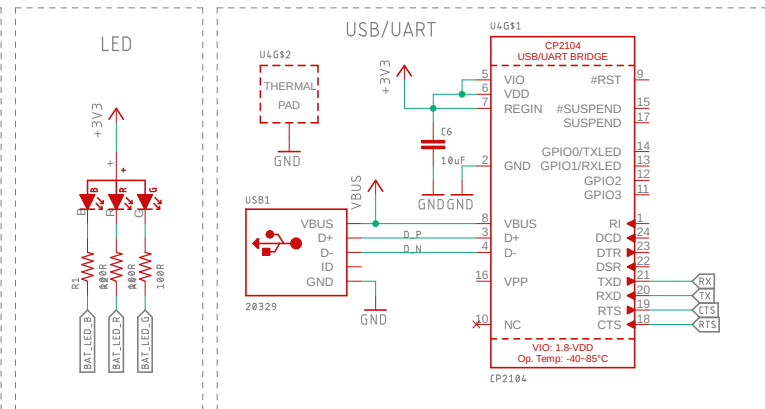 LED
+3V3
+
+
B
R
G
B
R
G
R1
100R
100R
100R
BAT_LED_B
BAT_LED_R
BAT_LED_G
USB/UART
U4G$2
THERMAL
PAD
GND
+3V3
C6
10uF
GND
GND
VBUS
USB1
VBUS
D+
D-
ID
GND
20329
GND
D_P
D_N
U4G$1
CP2104
USB/UART BRIDGE
5 VIO
6 VDD
7 REGIN
2 GND
8 VBUS
3 D+
4 D-
16 VPP
10 NC
#RST 9
#SUSPEND 15
SUSPEND 17
GPIO0/TXLED 14
GPIO1/RXLED 13
GPIO2 12
GPIO3 11
RI 1
DCD 24
DTR 23
DSR 22
TXD 21 RX
RXD 20 TX
RTS 19 CTS
CTS 18 RTS
VIO: 1.8-VDD
Op. Temp: -40~85°C
CP2104